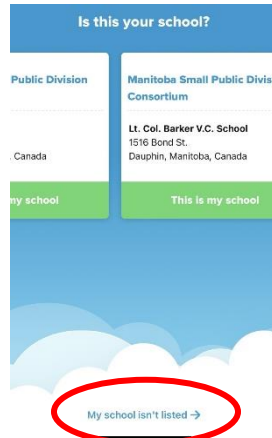 Is this your school?
Public Division
, Canada
my school
Manitoba Small Public Divis
Consortium
Lt. Col. Barker V.C. School
1516 Bond St.
Dauphin, Manitoba, Canada
This is my school
My school isn't listed →